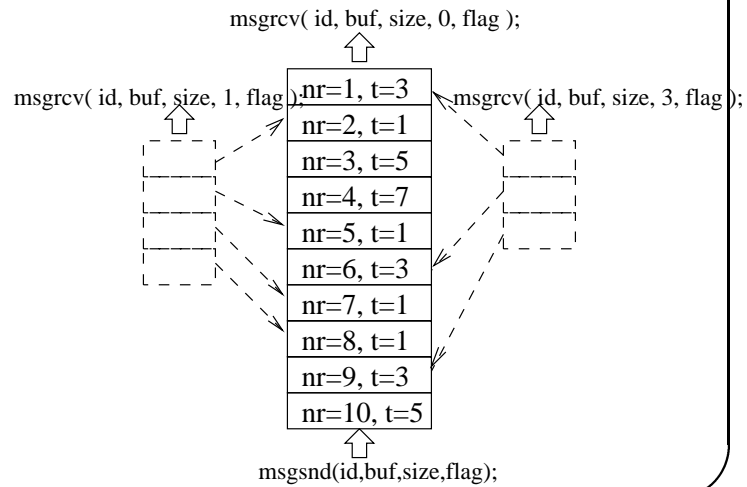 msgrcv( id, buf, size, 0, flag );
msgrcv( id, buf, size, 1, flag );
msgrcv( id, buf, size, 3, flag );
nr=1, t=3
nr=2, t=1
nr=3, t=5
nr=4, t=7
nr=5, t=1
nr=6, t=3
nr=7, t=1
nr=8, t=1
nr=9, t=3
nr=10, t=5
msgsnd(id,buf,size,flag);